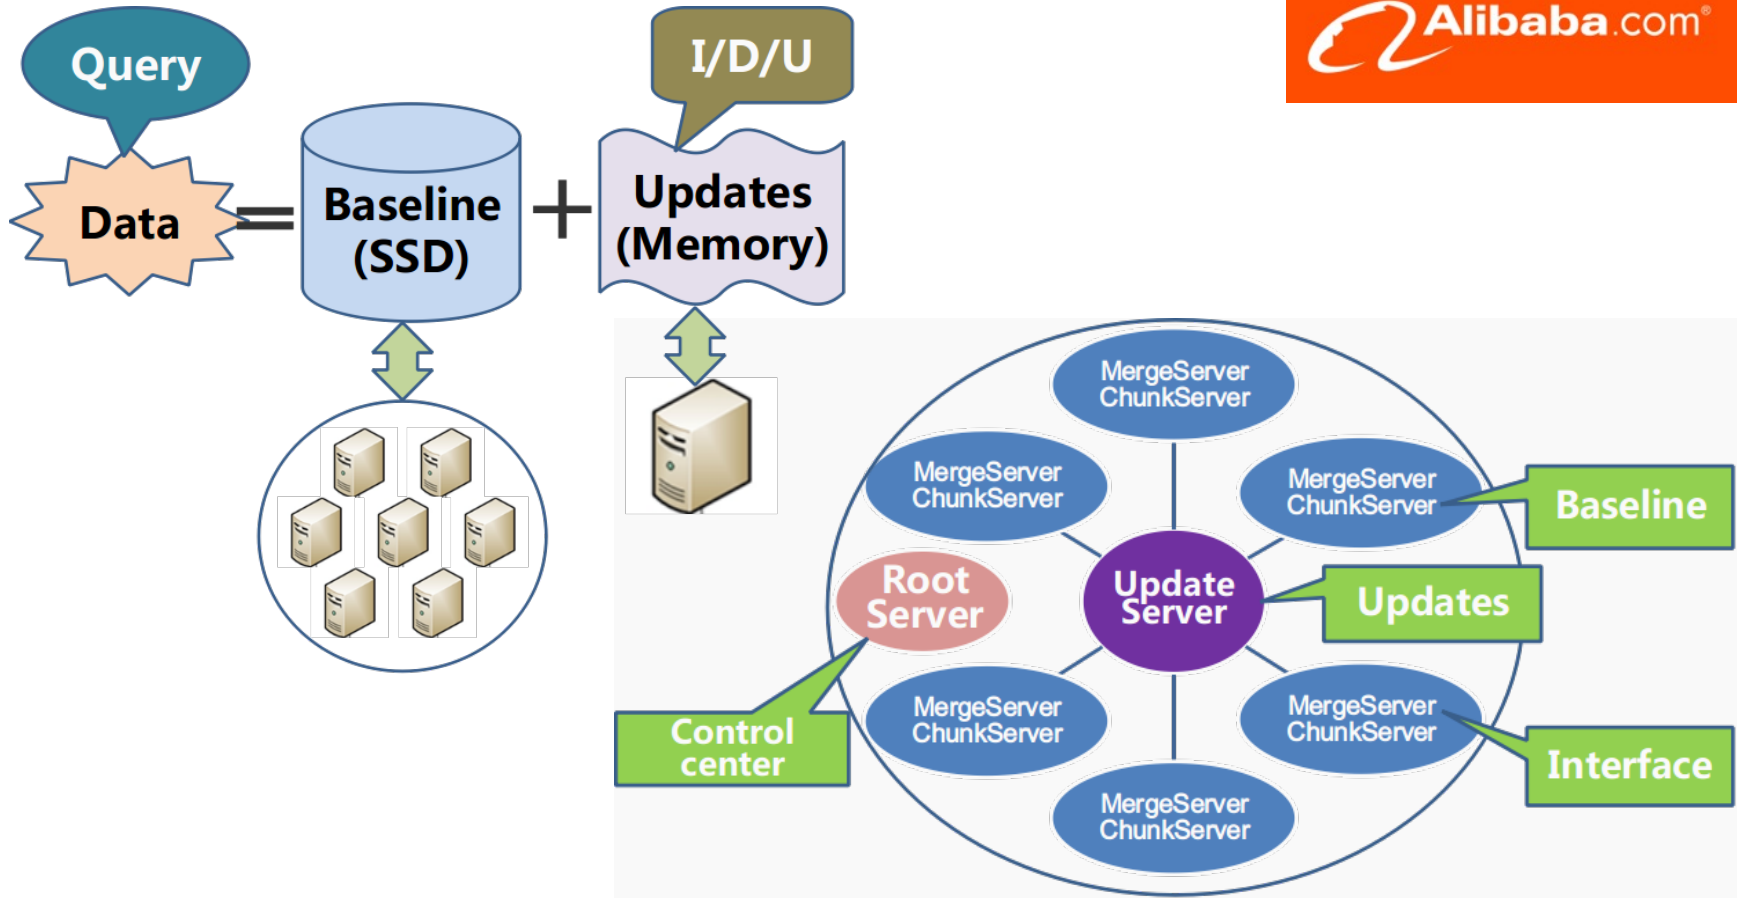 Query
I/D/U
Alibaba.com®
Data
=
Baseline
(SSD)
+
Updates
(Memory)
MergeServer
ChunkServer
MergeServer
ChunkServer
MergeServer
ChunkServer
Baseline
Root
Server
Update
Server
Updates
MergeServer
ChunkServer
MergeServer
ChunkServer
Control
center
Interface
MergeServer
ChunkServer